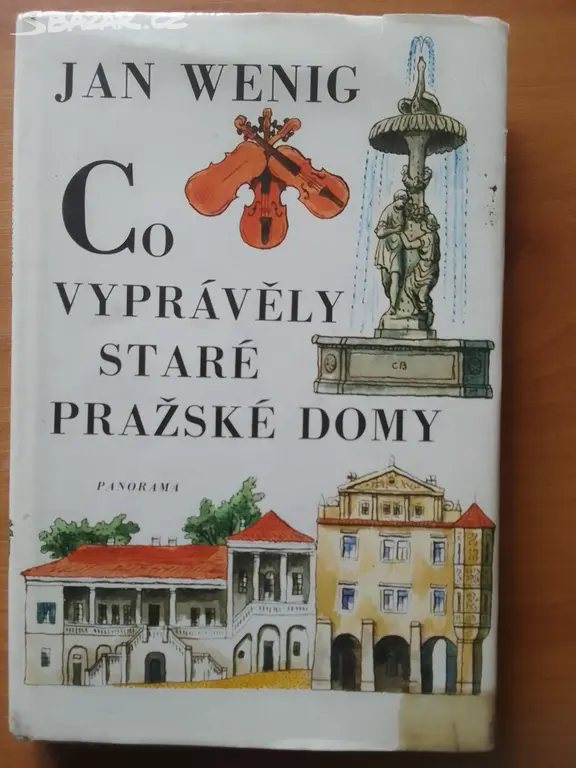 SBAZAR.CZ
JAN WENIG
CO
VYPRÁVĚLY
STARÉ
PRAŽSKÉ DOMY
PANORAMA
CB